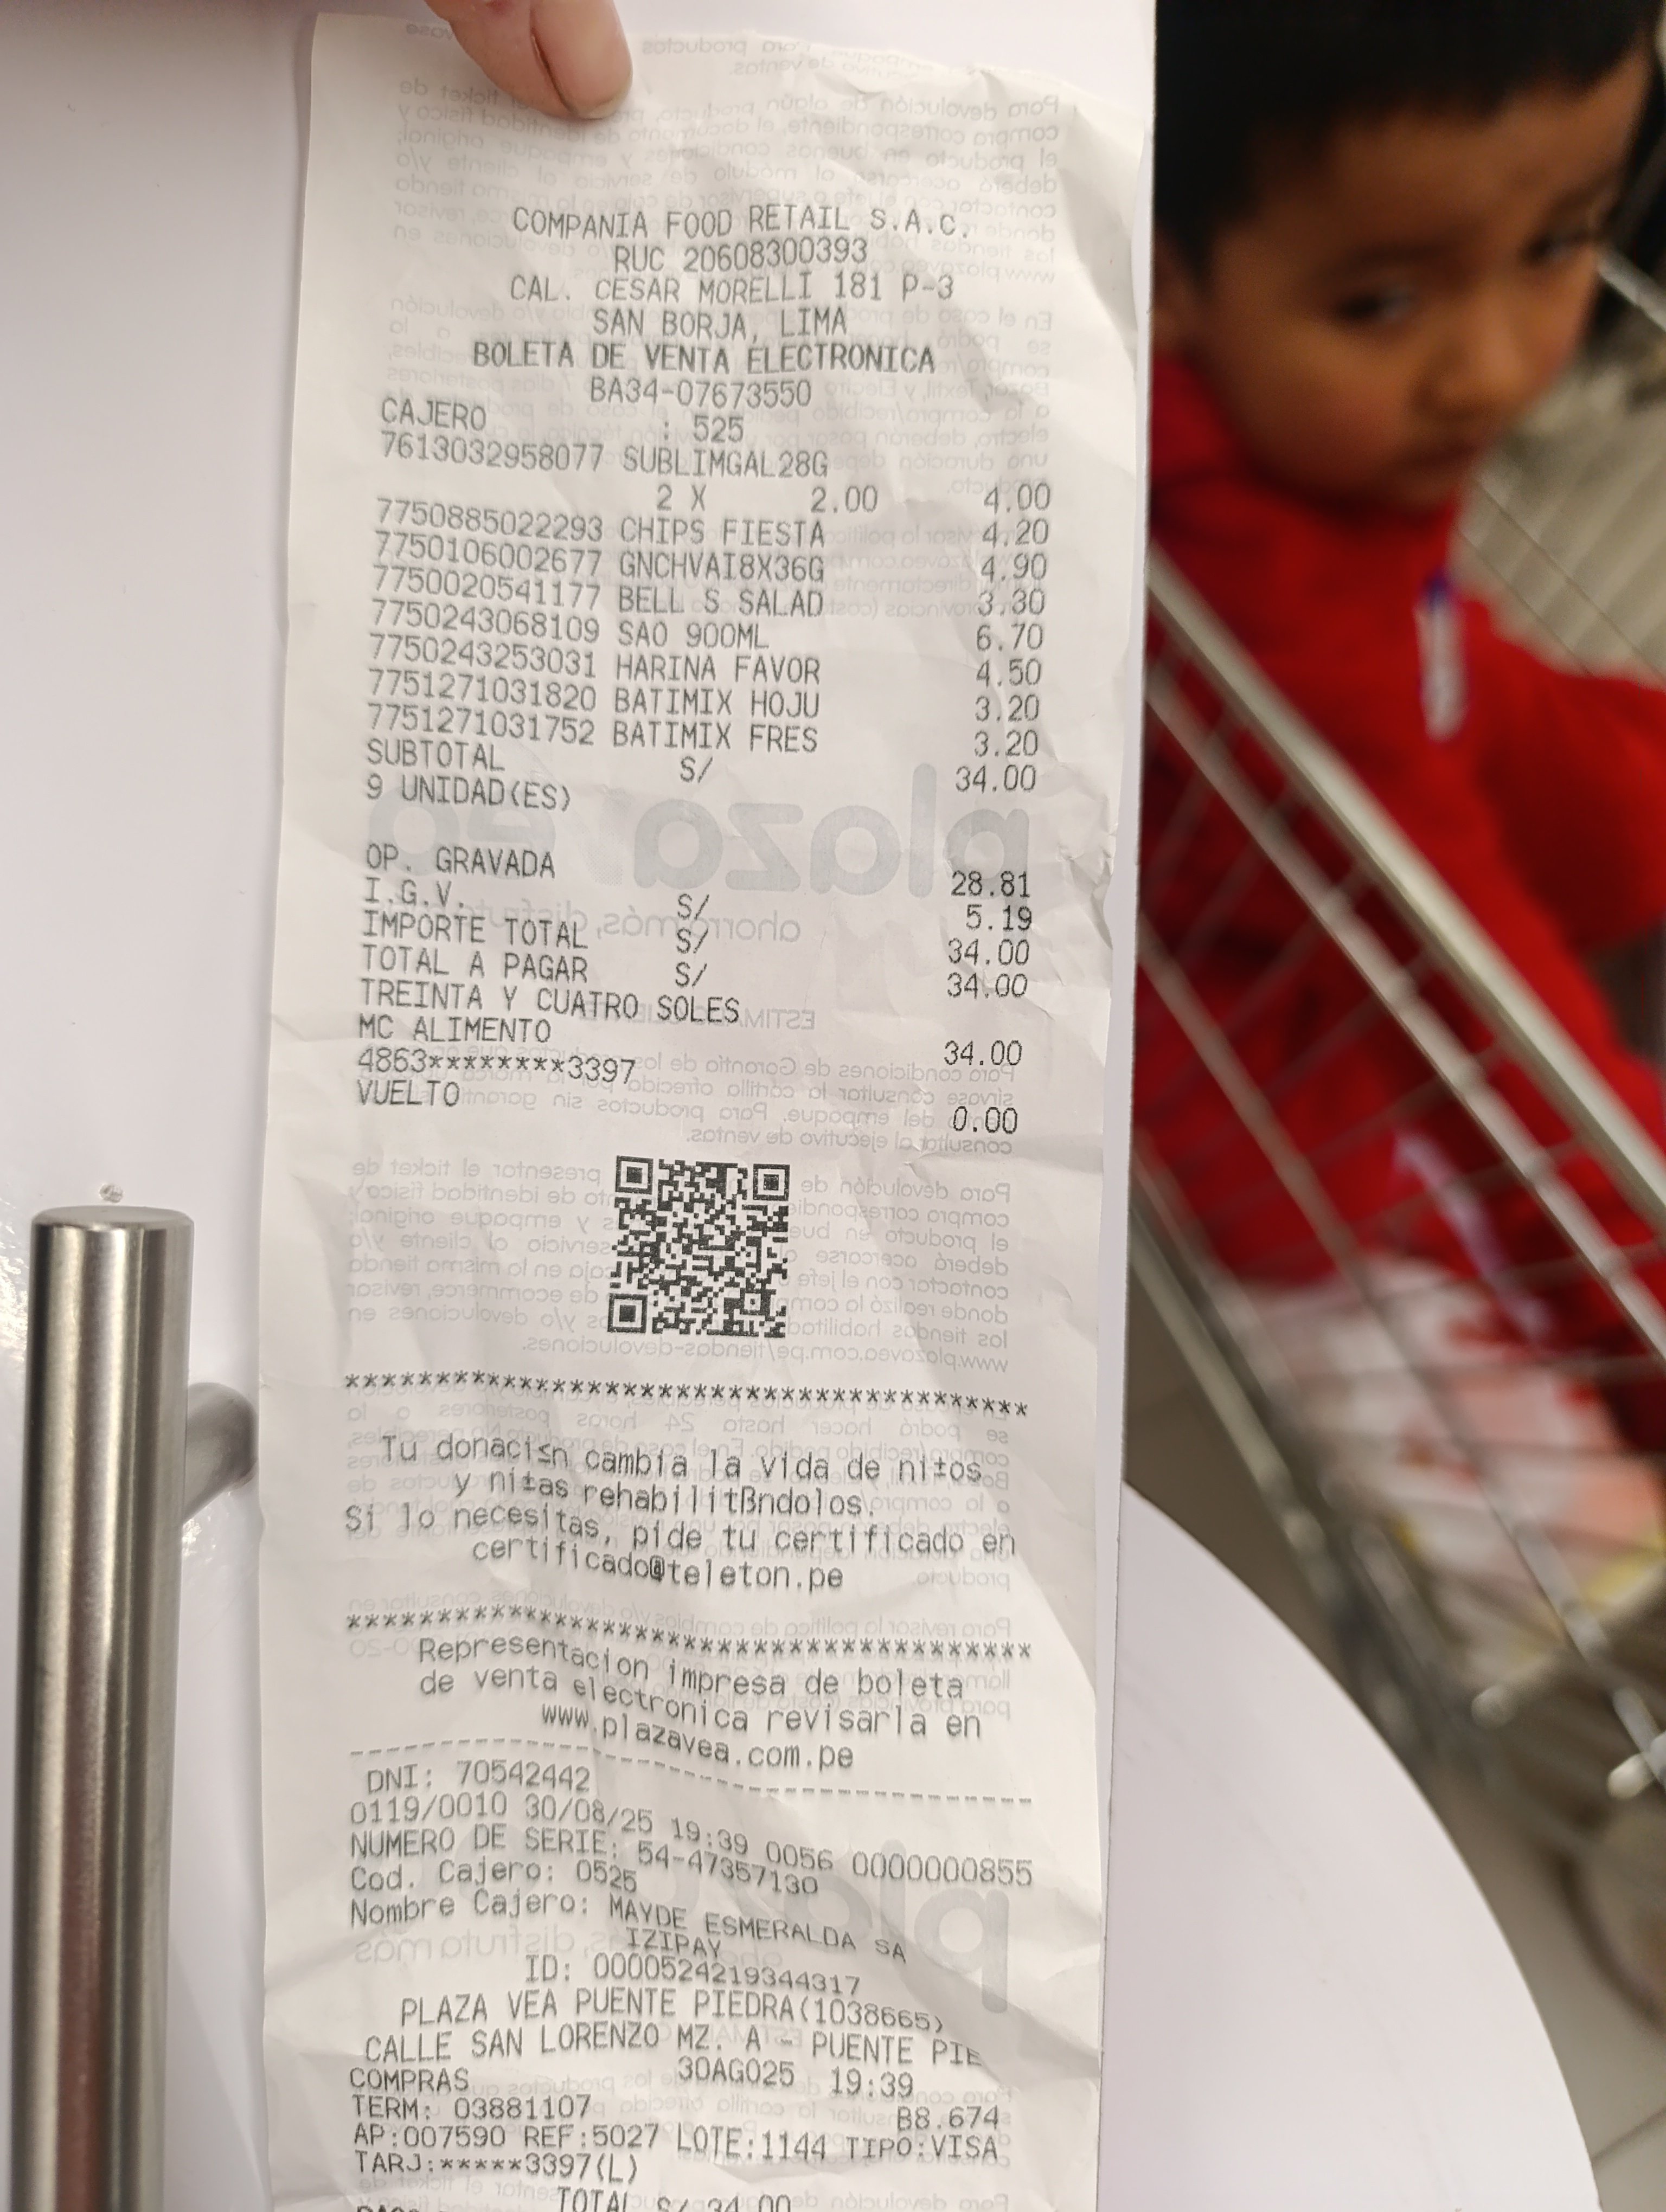 COMPANIA FOOD RETAIL S.A.C.
RUC 20608300393
CAL. CESAR MORELLI 181 P-3
SAN BORJA, LIMA
BOLETA DE VENTA ELECTRONICA
BA34-07673550
CAJERO : 525
7613032958077 SUBLIMGAL28G
2 X 2.00 4.00
7750885022293 CHIPS FIESTA 4.20
7750106002677 GNCHVAI8X36G 4.90
7750020541177 BELL S SALAD 3.30
7750243068109 SAO 900ML 6.70
7750243253031 HARINA FAVOR 4.50
7751271031820 BATIMIX HOJU 3.20
7751271031752 BATIMIX FRES 3.20
SUBTOTAL S/ 34.00
9 UNIDAD(ES)
OP. GRAVADA 28.81
I.G.V. S/ 5.19
IMPORTE TOTAL S/ 34.00
TOTAL A PAGAR S/ 34.00
TREINTA Y CUATRO SOLES
MC ALIMENTO 34.00
4863********3397
VUELTO 0.00
****************************************
Tu donaci≤n cambia la vida de ni±os
y ni±as rehabilitßndolos.
Si lo necesitas, pide tu certificado en
certificado@teleton.pe
****************************************
Representacion impresa de boleta
de venta electronica revisarla en
www.plazavea.com.pe
----------------------------------------
DNI: 70542442
0119/0010 30/08/25 19:39 0056 0000000855
NUMERO DE SERIE: 54-47357130
Cod. Cajero: 0525
Nombre Cajero: MAYDE ESMERALDA SA
IZIPAY
ID: 0000524219344317
PLAZA VEA PUENTE PIEDRA(1038665)
CALLE SAN LORENZO MZ. A - PUENTE PIE
COMPRAS 30AGO25 19:39
TERM: 03881107 B8.674
AP:007590 REF:5027 LOTE:1144 TIPO:VISA
TARJ:*****3397(L)
TOTAL S/ 34.00